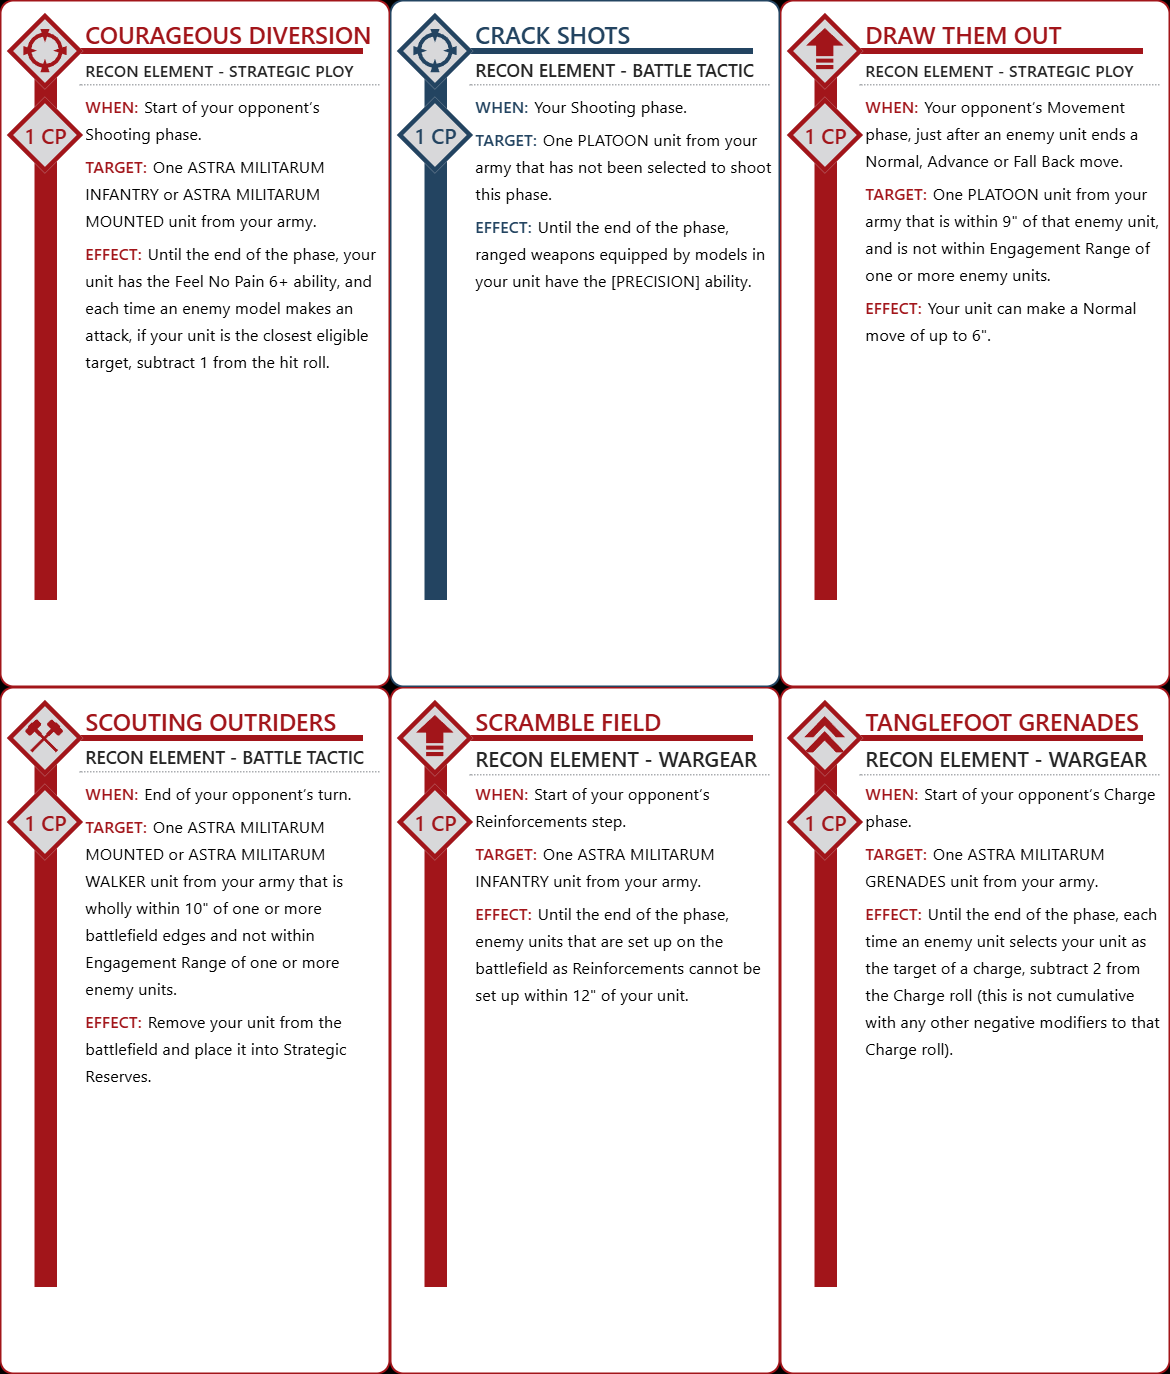 COURAGEOUS DIVERSION
RECON ELEMENT - STRATEGIC PLOY
1 CP
WHEN: Start of your opponent's
Shooting phase.
TARGET: One ASTRA MILITARUM
INFANTRY or ASTRA MILITARUM
MOUNTED unit from your army.
EFFECT: Until the end of the phase, your
unit has the Feel No Pain 6+ ability, and
each time an enemy model makes an
attack, if your unit is the closest eligible
target, subtract 1 from the hit roll.
CRACK SHOTS
RECON ELEMENT - BATTLE TACTIC
1 CP
WHEN: Your Shooting phase.
TARGET: One PLATOON unit from your
army that has not been selected to shoot
this phase.
EFFECT: Until the end of the phase,
ranged weapons equipped by models in
your unit have the [PRECISION] ability.
DRAW THEM OUT
RECON ELEMENT - STRATEGIC PLOY
1 CP
WHEN: Your opponent's Movement
phase, just after an enemy unit ends a
Normal, Advance or Fall Back move.
TARGET: One PLATOON unit from your
army that is within 9" of that enemy unit,
and is not within Engagement Range of
one or more enemy units.
EFFECT: Your unit can make a Normal
move of up to 6".
SCOUTING OUTRIDERS
RECON ELEMENT - BATTLE TACTIC
1 CP
WHEN: End of your opponent's turn.
TARGET: One ASTRA MILITARUM
MOUNTED or ASTRA MILITARUM
WALKER unit from your army that is
wholly within 10" of one or more
battlefield edges and not within
Engagement Range of one or more
enemy units.
EFFECT: Remove your unit from the
battlefield and place it into Strategic
Reserves.
SCRAMBLE FIELD
RECON ELEMENT - WARGEAR
1 CP
WHEN: Start of your opponent's
Reinforcements step.
TARGET: One ASTRA MILITARUM
INFANTRY unit from your army.
EFFECT: Until the end of the phase,
enemy units that are set up on the
battlefield as Reinforcements cannot be
set up within 12" of your unit.
TANGLEFOOT GRENADES
RECON ELEMENT - WARGEAR
1 CP
WHEN: Start of your opponent's Charge
phase.
TARGET: One ASTRA MILITARUM
GRENADES unit from your army.
EFFECT: Until the end of the phase, each
time an enemy unit selects your unit as
the target of a charge, subtract 2 from
the Charge roll (this is not cumulative
with any other negative modifiers to that
Charge roll).